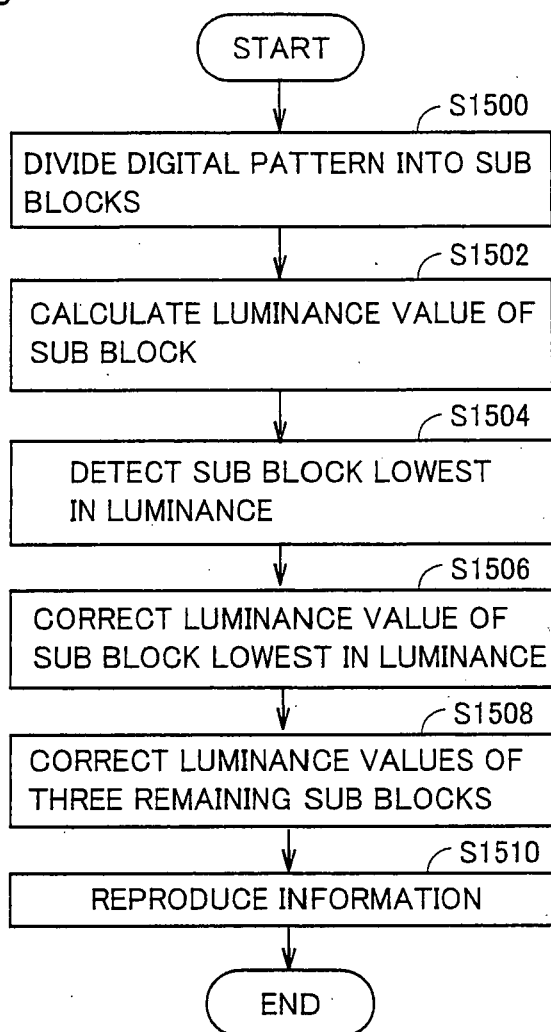 START
S1500
DIVIDE DIGITAL PATTERN INTO SUB
BLOCKS
S1502
CALCULATE LUMINANCE VALUE OF
SUB BLOCK
S1504
DETECT SUB BLOCK LOWEST
IN LUMINANCE
S1506
CORRECT LUMINANCE VALUE OF
SUB BLOCK LOWEST IN LUMINANCE
S1508
CORRECT LUMINANCE VALUES OF
THREE REMAINING SUB BLOCKS
S1510
REPRODUCE INFORMATION
END